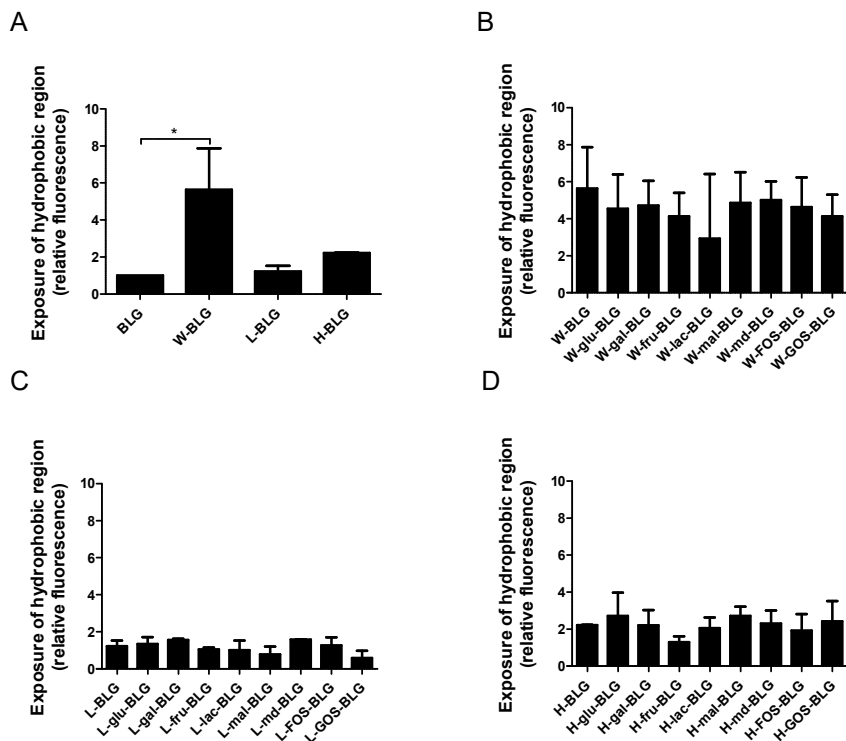 A
Exposure of hydrophobic region
(relative fluorescence)
10
8
6
4
2
0
*
BLG
W-BLG
L-BLG
H-BLG
B
Exposure of hydrophobic region
(relative fluorescence)
10
8
6
4
2
0
W-BLG
W-glu-BLG
W-gal-BLG
W-fru-BLG
W-lac-BLG
W-mal-BLG
W-md-BLG
W-FOS-BLG
W-GOS-BLG
C
Exposure of hydrophobic region
(relative fluorescence)
10
8
6
4
2
0
L-BLG
L-glu-BLG
L-gal-BLG
L-fru-BLG
L-lac-BLG
L-mal-BLG
L-md-BLG
L-FOS-BLG
L-GOS-BLG
D
Exposure of hydrophobic region
(relative fluorescence)
10
8
6
4
2
0
H-BLG
H-glu-BLG
H-gal-BLG
H-fru-BLG
H-lac-BLG
H-mal-BLG
H-md-BLG
H-FOS-BLG
H-GOS-BLG